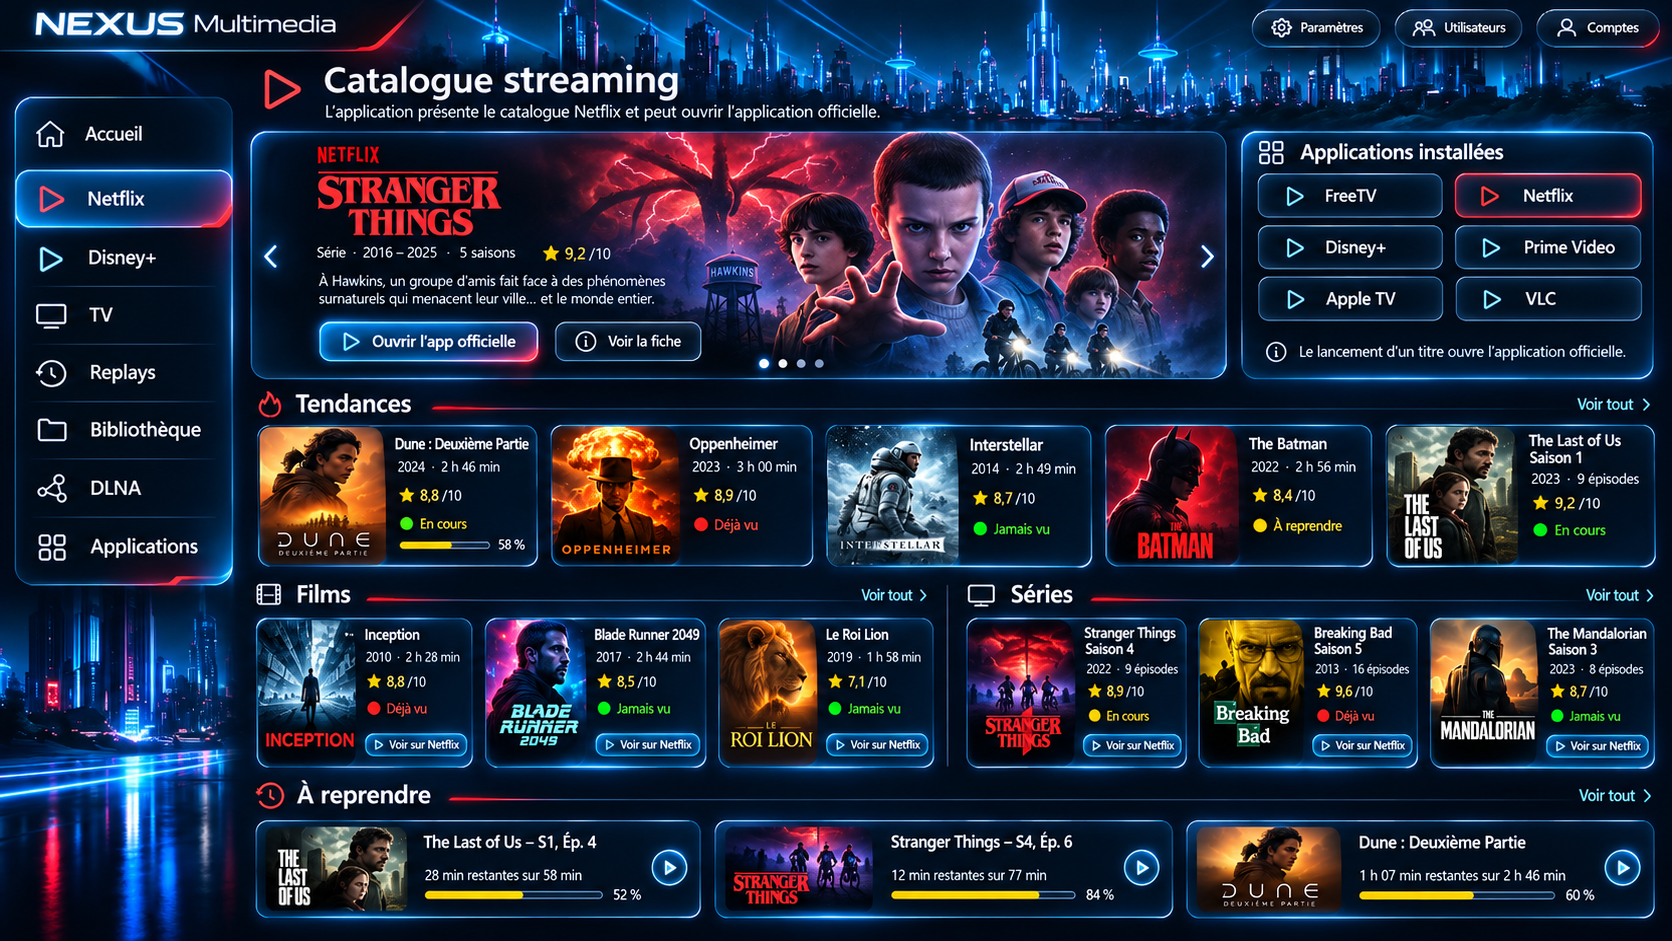 NEXUS Multimedia
Paramètres
Utilisateurs
Comptes
Accueil
Netflix
Disney+
TV
Replays
Bibliothèque
DLNA
Applications
Catalogue streaming
L'application présente le catalogue Netflix et peut ouvrir l'application officielle.
NETFLIX
STRANGER
THINGS
Série · 2016 – 2025 · 5 saisons 9,2 /10
À Hawkins, un groupe d'amis fait face à des phénomènes
surnaturels qui menacent leur ville... et le monde entier.
Ouvrir l'app officielle
Voir la fiche
HAWKINS
Applications installées
FreeTV
Netflix
Disney+
Prime Video
Apple TV
VLC
Le lancement d'un titre ouvre l'application officielle.
Tendances
Voir tout
DUNE
DEUXIÈME PARTIE
Dune : Deuxième Partie
2024 · 2 h 46 min
8,8 /10
En cours
58 %
OPPENHEIMER
Oppenheimer
2023 · 3 h 00 min
8,9 /10
Déjà vu
INTERSTELLAR
Interstellar
2014 · 2 h 49 min
8,7 /10
Jamais vu
THE
BATMAN
The Batman
2022 · 2 h 56 min
8,4 /10
À reprendre
THE
LAST
OF US
The Last of Us
Saison 1
2023 · 9 épisodes
9,2 /10
En cours
Films
Voir tout
INCEPTION
Inception
2010 · 2 h 28 min
8,8 /10
Déjà vu
Voir sur Netflix
BLADE
RUNNER
2049
Blade Runner 2049
2017 · 2 h 44 min
8,5 /10
Jamais vu
Voir sur Netflix
LE
ROI LION
Le Roi Lion
2019 · 1 h 58 min
7,1 /10
Jamais vu
Voir sur Netflix
Séries
Voir tout
STRANGER
THINGS
Stranger Things
Saison 4
2022 · 9 épisodes
8,9 /10
En cours
Voir sur Netflix
Breaking
Bad
Breaking Bad
Saison 5
2013 · 16 épisodes
9,6 /10
Déjà vu
Voir sur Netflix
THE
MANDALORIAN
The Mandalorian
Saison 3
2023 · 8 épisodes
8,7 /10
Jamais vu
Voir sur Netflix
À reprendre
Voir tout
THE
LAST
OF US
The Last of Us – S1, Ép. 4
28 min restantes sur 58 min
52 %
STRANGER
THINGS
Stranger Things – S4, Ép. 6
12 min restantes sur 77 min
84 %
DUNE
DEUXIÈME PARTIE
Dune : Deuxième Partie
1 h 07 min restantes sur 2 h 46 min
60 %